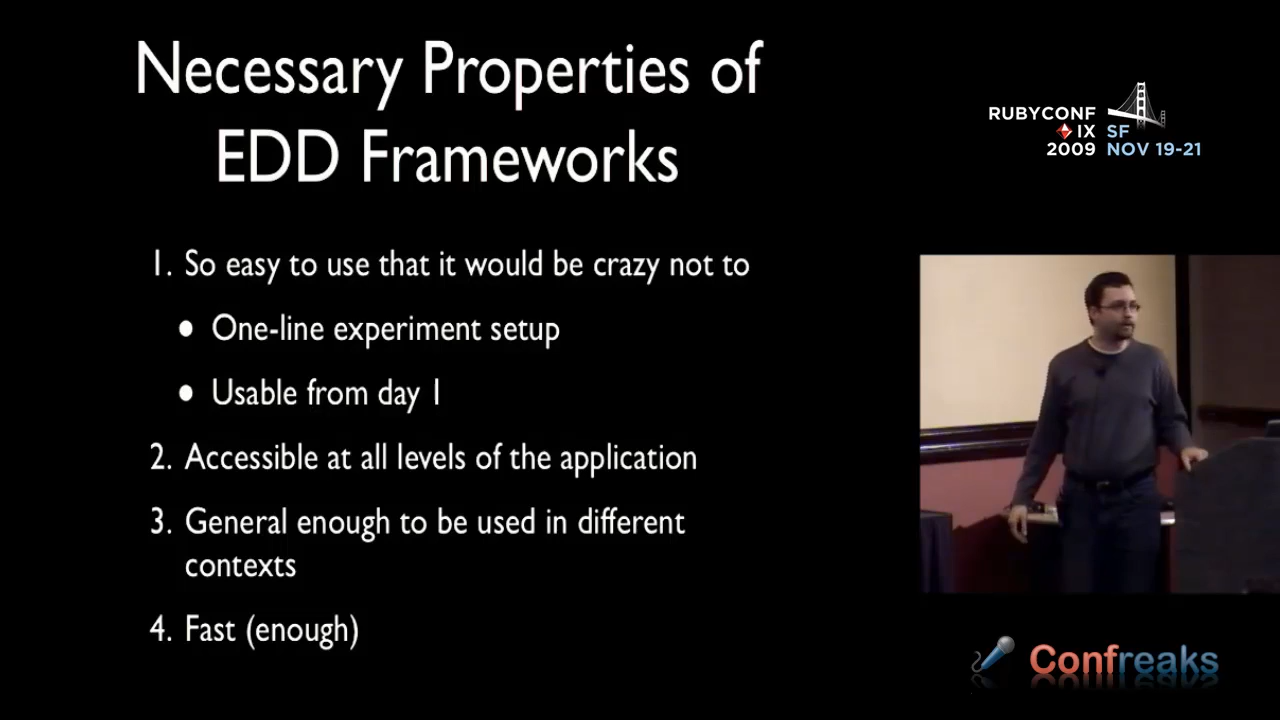 Necessary Properties of
EDD Frameworks
1. So easy to use that it would be crazy not to
• One-line experiment setup
• Usable from day 1
2. Accessible at all levels of the application
3. General enough to be used in different
contexts
4. Fast (enough)
RUBYCONF
IX SF
2009 NOV 19-21
Confreaks